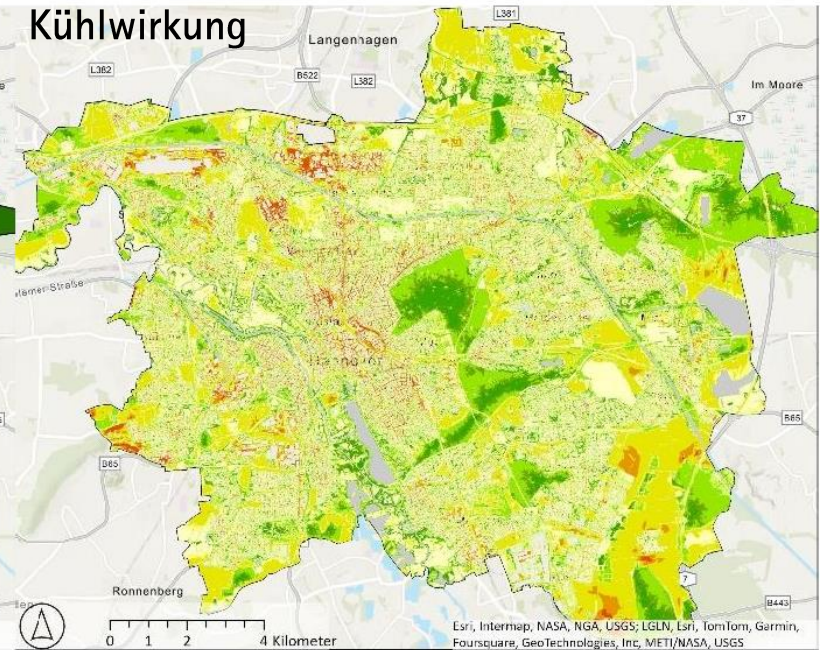 Kühlwirkung
L381
Langenhagen
L382
B522
L382
Im Moore
37
Hannover
B65
B65
Ronnenberg
7
B443
0 1 2 4 Kilometer
Esri, Intermap, NASA, NGA, USGS; LGLN, Esri, TomTom, Garmin,
Foursquare, GeoTechnologies, Inc, METI/NASA, USGS